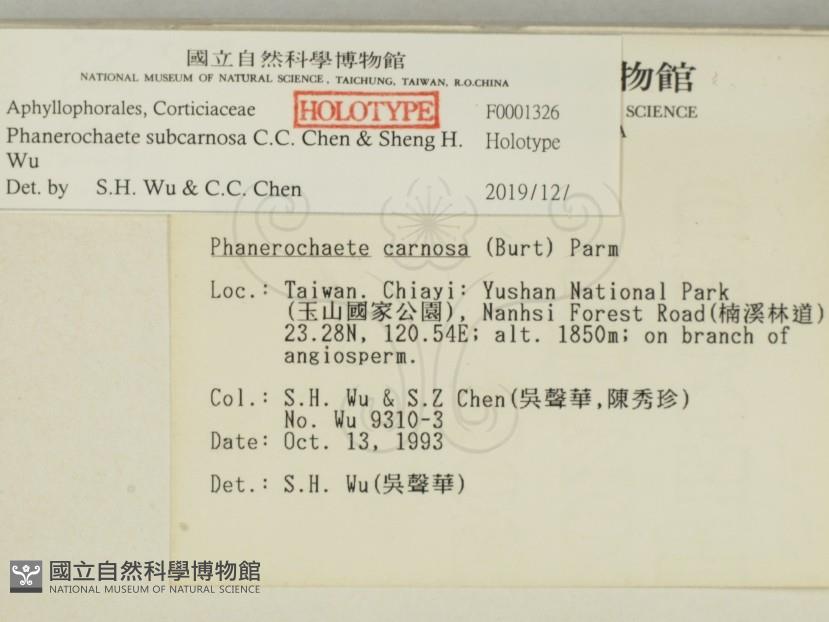 國立自然科學博物館
NATIONAL MUSEUM OF NATURAL SCIENCE, TAICHUNG, TAIWAN, R.O.CHINA
Aphyllophorales, Corticiaceae HOLOTYPE F0001326
Phanerochaete subcarnosa C.C. Chen & Sheng H. Wu Holotype
Det. by S.H. Wu & C.C. Chen 2019/12/
物館
SCIENCE
A
Phanerochaete carnosa (Burt) Parm
Loc.: Taiwan. Chiayi: Yushan National Park
(玉山國家公園), Nanhsi Forest Road(楠溪林道)
23.28N, 120.54E; alt. 1850m; on branch of
angiosperm.
Col.: S.H. Wu & S.Z Chen(吳聲華,陳秀珍)
No. Wu 9310-3
Date: Oct. 13, 1993
Det.: S.H. Wu(吳聲華)
國立自然科學博物館
NATIONAL MUSEUM OF NATURAL SCIENCE